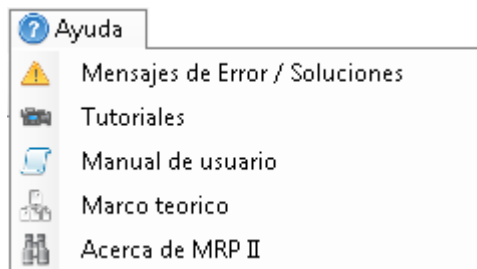 Ayuda
Mensajes de Error / Soluciones
Tutoriales
Manual de usuario
Marco teorico
Acerca de MRP II